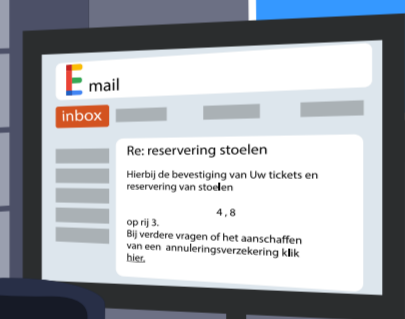 E mail
inbox
Re: reservering stoelen
Hierbij de bevestiging van Uw tickets en
reservering van stoelen
4 , 8
op rij 3.
Bij verdere vragen of het aanschaffen
van een annuleringsverzekering klik
hier.